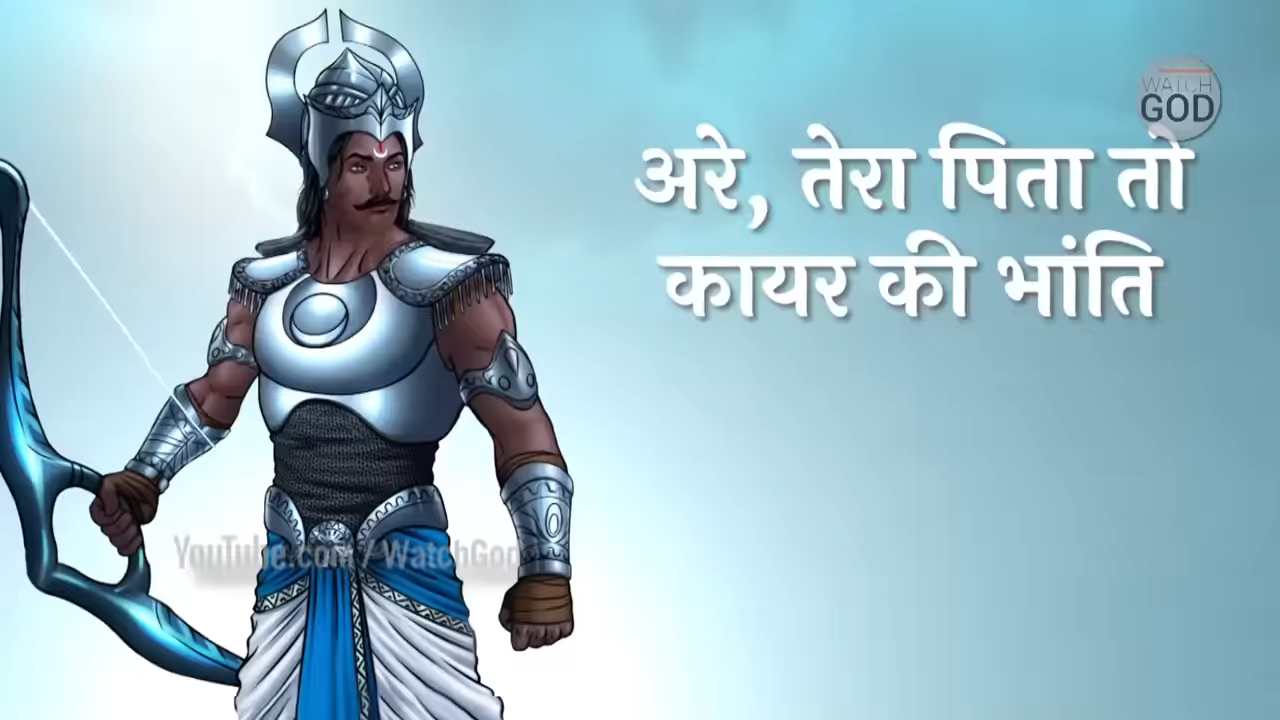 WATCH
GOD
अरे, तेरा पिता तो
कायर की भांति
YouTube.com/WatchGod